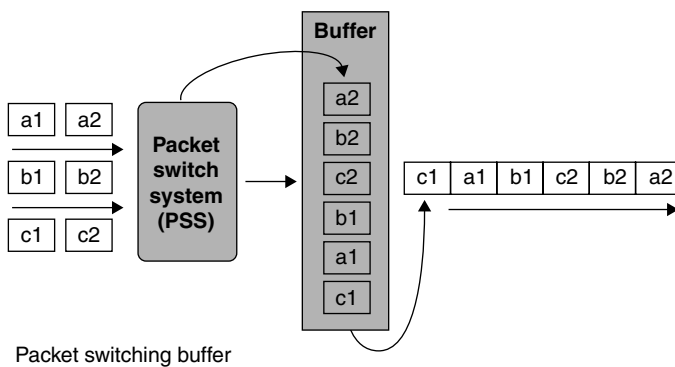 Buffer
a1 a2
b1 b2
c1 c2
Packet
switch
system
(PSS)
a2
b2
c2
b1
a1
c1
c1 a1 b1 c2 b2 a2
Packet switching buffer